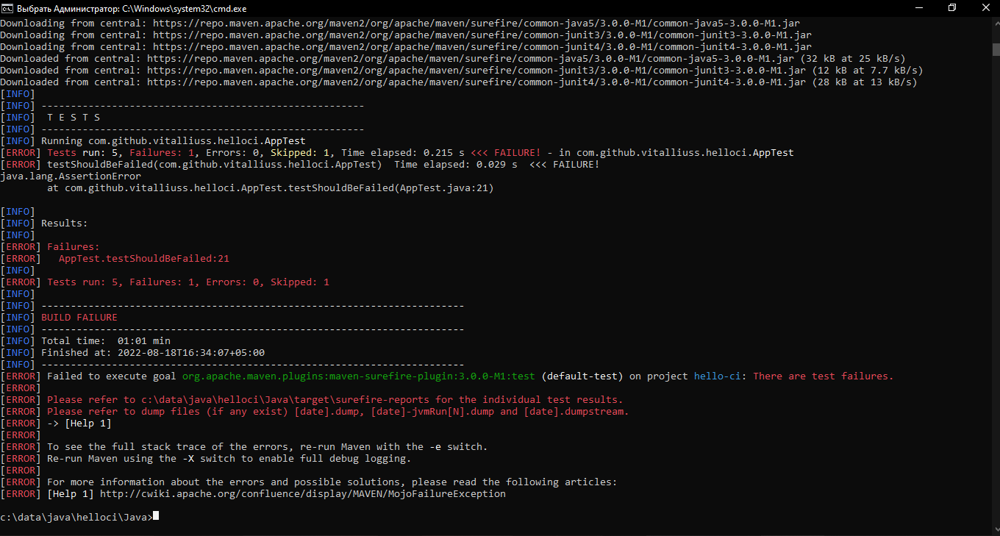 Выбрать Администратор: C:\Windows\system32\cmd.exe
Downloading from central: https://repo.maven.apache.org/maven2/org/apache/maven/surefire/common-java5/3.0.0-M1/common-java5-3.0.0-M1.jar
Downloading from central: https://repo.maven.apache.org/maven2/org/apache/maven/surefire/common-junit3/3.0.0-M1/common-junit3-3.0.0-M1.jar
Downloading from central: https://repo.maven.apache.org/maven2/org/apache/maven/surefire/common-junit4/3.0.0-M1/common-junit4-3.0.0-M1.jar
Downloaded from central: https://repo.maven.apache.org/maven2/org/apache/maven/surefire/common-java5/3.0.0-M1/common-java5-3.0.0-M1.jar (32 kB at 25 kB/s)
Downloaded from central: https://repo.maven.apache.org/maven2/org/apache/maven/surefire/common-junit3/3.0.0-M1/common-junit3-3.0.0-M1.jar (12 kB at 7.7 kB/s)
Downloaded from central: https://repo.maven.apache.org/maven2/org/apache/maven/surefire/common-junit4/3.0.0-M1/common-junit4-3.0.0-M1.jar (28 kB at 13 kB/s)
[INFO]
[INFO] -------------------------------------------------------
[INFO]  T E S T S
[INFO] -------------------------------------------------------
[INFO] Running com.github.vitalliuss.helloci.AppTest
[ERROR] Tests run: 5, Failures: 1, Errors: 0, Skipped: 1, Time elapsed: 0.215 s <<< FAILURE! - in com.github.vitalliuss.helloci.AppTest
[ERROR] testShouldBeFailed(com.github.vitalliuss.helloci.AppTest)  Time elapsed: 0.029 s  <<< FAILURE!
java.lang.AssertionError
        at com.github.vitalliuss.helloci.AppTest.testShouldBeFailed(AppTest.java:21)
[INFO]
[INFO] Results:
[INFO]
[ERROR] Failures:
[ERROR]   AppTest.testShouldBeFailed:21
[INFO]
[ERROR] Tests run: 5, Failures: 1, Errors: 0, Skipped: 1
[INFO]
[INFO] ------------------------------------------------------------------------
[INFO] BUILD FAILURE
[INFO] ------------------------------------------------------------------------
[INFO] Total time:  01:01 min
[INFO] Finished at: 2022-08-18T16:34:07+05:00
[INFO] ------------------------------------------------------------------------
[ERROR] Failed to execute goal org.apache.maven.plugins:maven-surefire-plugin:3.0.0-M1:test (default-test) on project hello-ci: There are test failures.
[ERROR]
[ERROR] Please refer to c:\data\java\helloci\Java\target\surefire-reports for the individual test results.
[ERROR] Please refer to dump files (if any exist) [date].dump, [date]-jvmRun[N].dump and [date].dumpstream.
[ERROR] -> [Help 1]
[ERROR]
[ERROR] To see the full stack trace of the errors, re-run Maven with the -e switch.
[ERROR] Re-run Maven using the -X switch to enable full debug logging.
[ERROR]
[ERROR] For more information about the errors and possible solutions, please read the following articles:
[ERROR] [Help 1] http://cwiki.apache.org/confluence/display/MAVEN/MojoFailureException
c:\data\java\helloci\Java>